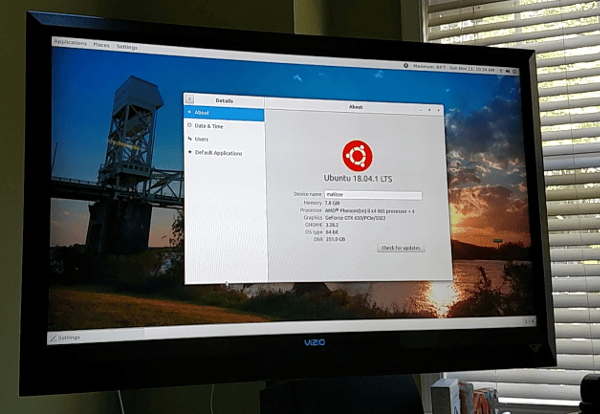 Applications Places Settings
Maximum: 84°F Sun Nov 11, 10:34 AM
Details
About
About
Date & Time
Users
Default Applications
Ubuntu 18.04.1 LTS
Device name matisse
Memory 7.8 GiB
Processor AMD® Phenom(tm) ii x4 965 processor × 4
Graphics GeForce GTX 650/PCIe/SSE2
GNOME 3.28.2
OS type 64-bit
Disk 251.0 GB
Check for updates
Settings
VIZIO